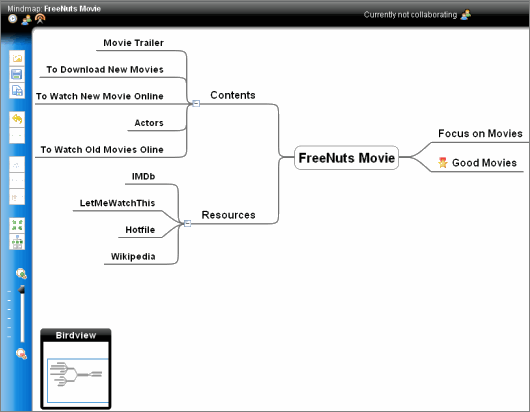 Mindmap: FreeNuts Movie
Currently not collaborating
Movie Trailer
To Download New Movies
To Watch New Movie Online
Actors
To Watch Old Movies Oline
Contents
IMDb
LetMeWatchThis
Hotfile
Wikipedia
Resources
FreeNuts Movie
Focus on Movies
Good Movies
Birdview